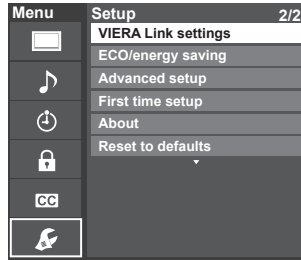 Menu
Setup 2/2
VIERA Link settings
ECO/energy saving
Advanced setup
First time setup
About
Reset to defaults
CC